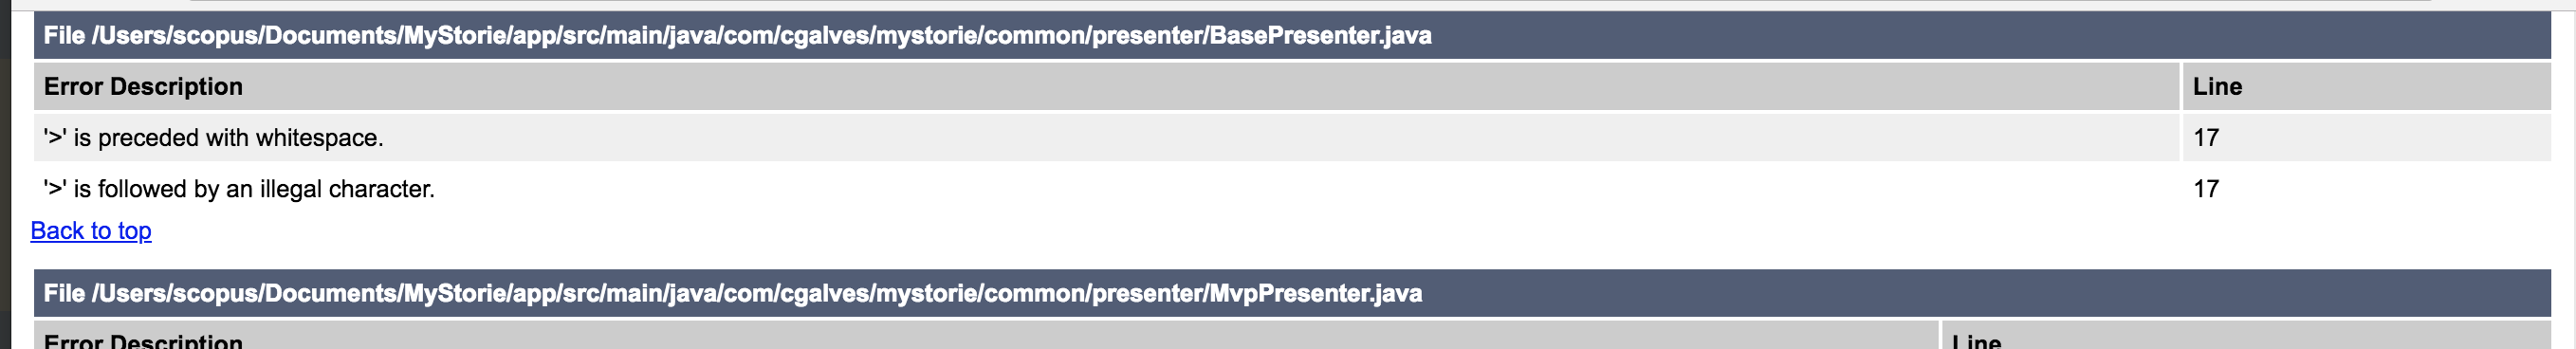 File /Users/scopus/Documents/MyStorie/app/src/main/java/com/cgalves/mystorie/common/presenter/BasePresenter.java
Error Description Line
'>' is preceded with whitespace. 17
'>' is followed by an illegal character. 17
Back to top
File /Users/scopus/Documents/MyStorie/app/src/main/java/com/cgalves/mystorie/common/presenter/MvpPresenter.java
Error Description Line